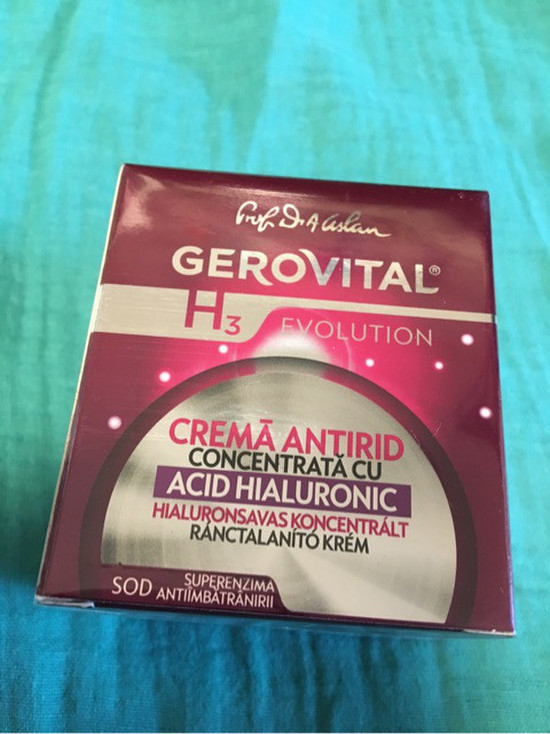 Prof. Dr. A Aslan
GEROVITAL®
H3 EVOLUTION
CREMĂ ANTIRID
CONCENTRATĂ CU
ACID HIALURONIC
HIALURONSAVAS KONCENTRÁLT
RÁNCTALANÍTÓ KRÉM
SOD SUPERENZIMA
ANTIÎMBĂTRÂNIRII